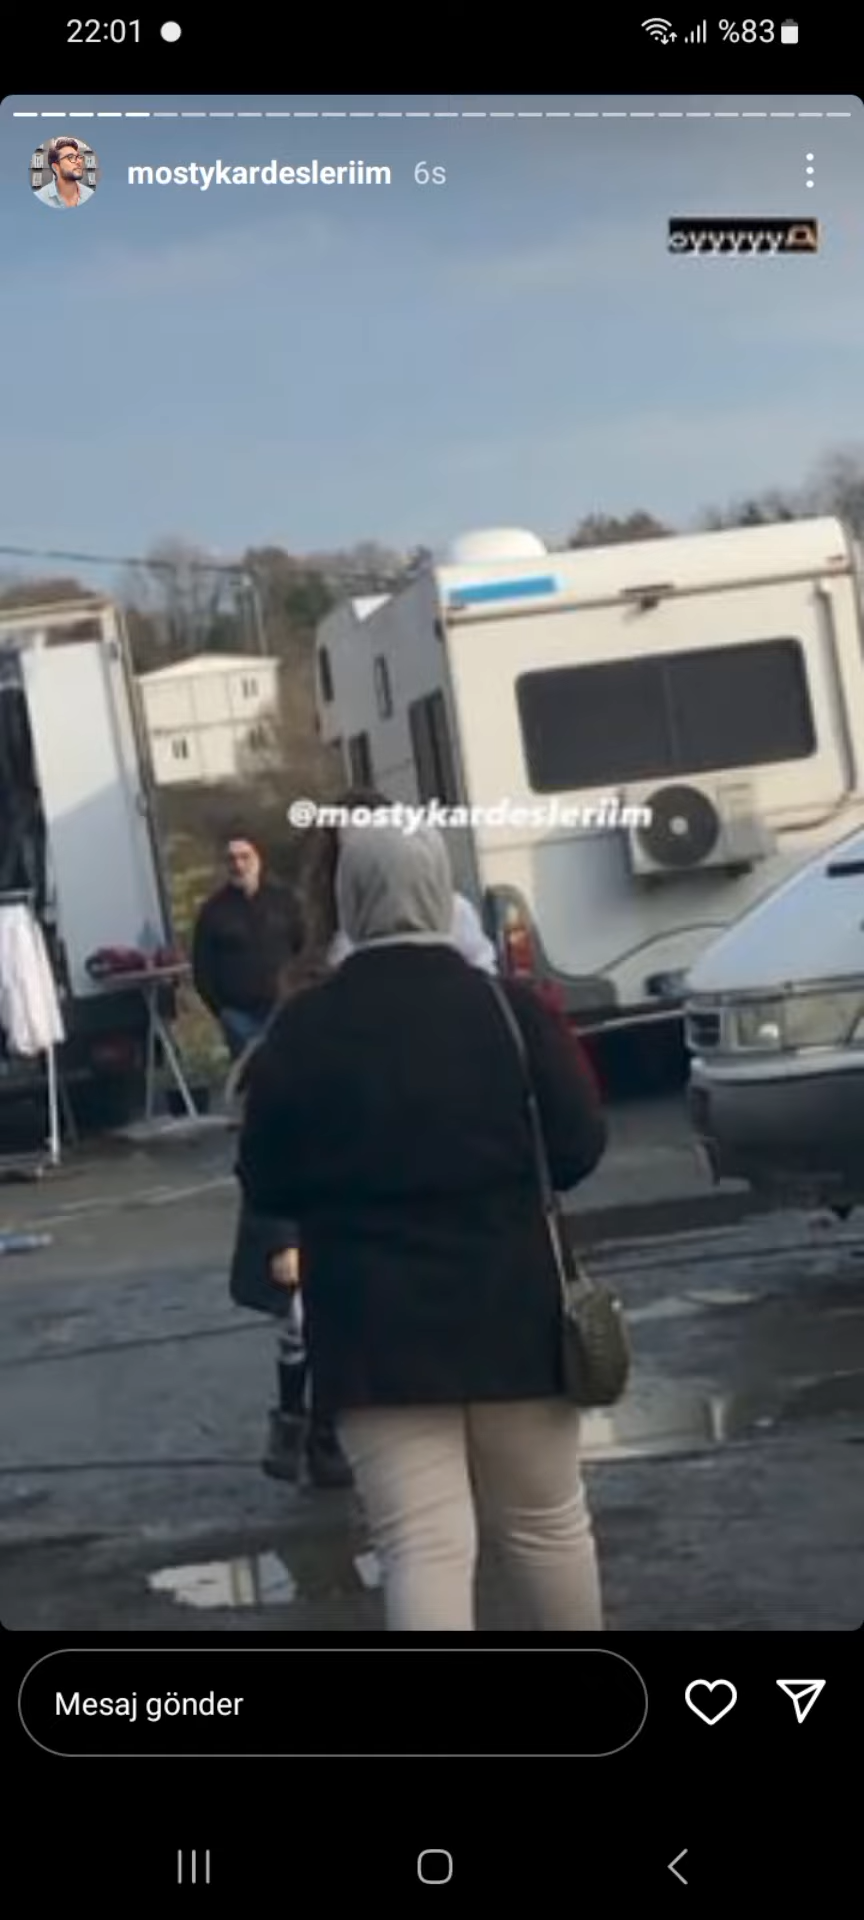 22:01 %83
mostykardesleriim 6s
oyyyyy
@mostykardesleriim
Mesaj gönder